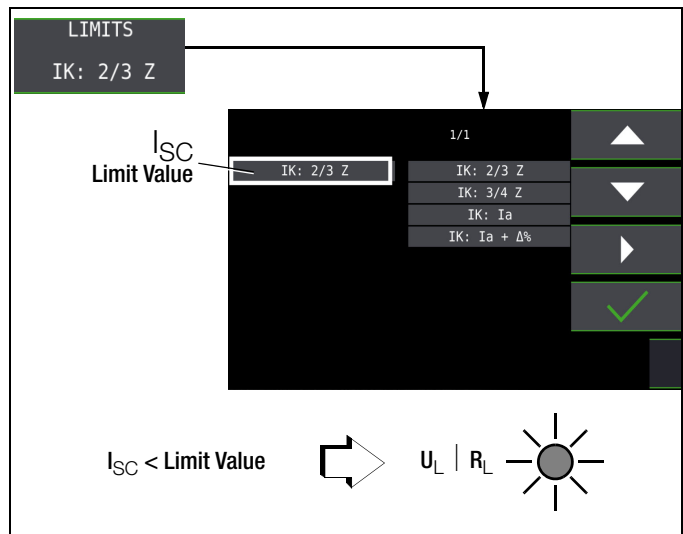 LIMITS
IK: 2/3 Z
1/1
ISC
Limit Value
IK: 2/3 Z
IK: 2/3 Z
IK: 3/4 Z
IK: Ia
IK: Ia + Δ%
ISC < Limit Value
UL | RL